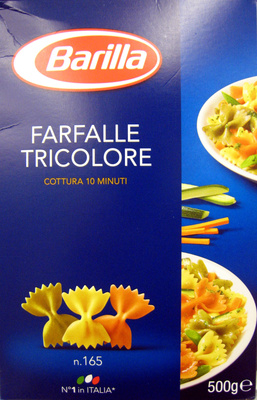 Barilla
FARFALLE
TRICOLORE
COTTURA 10 MINUTI
n.165
N°1 in ITALIA*
500g e